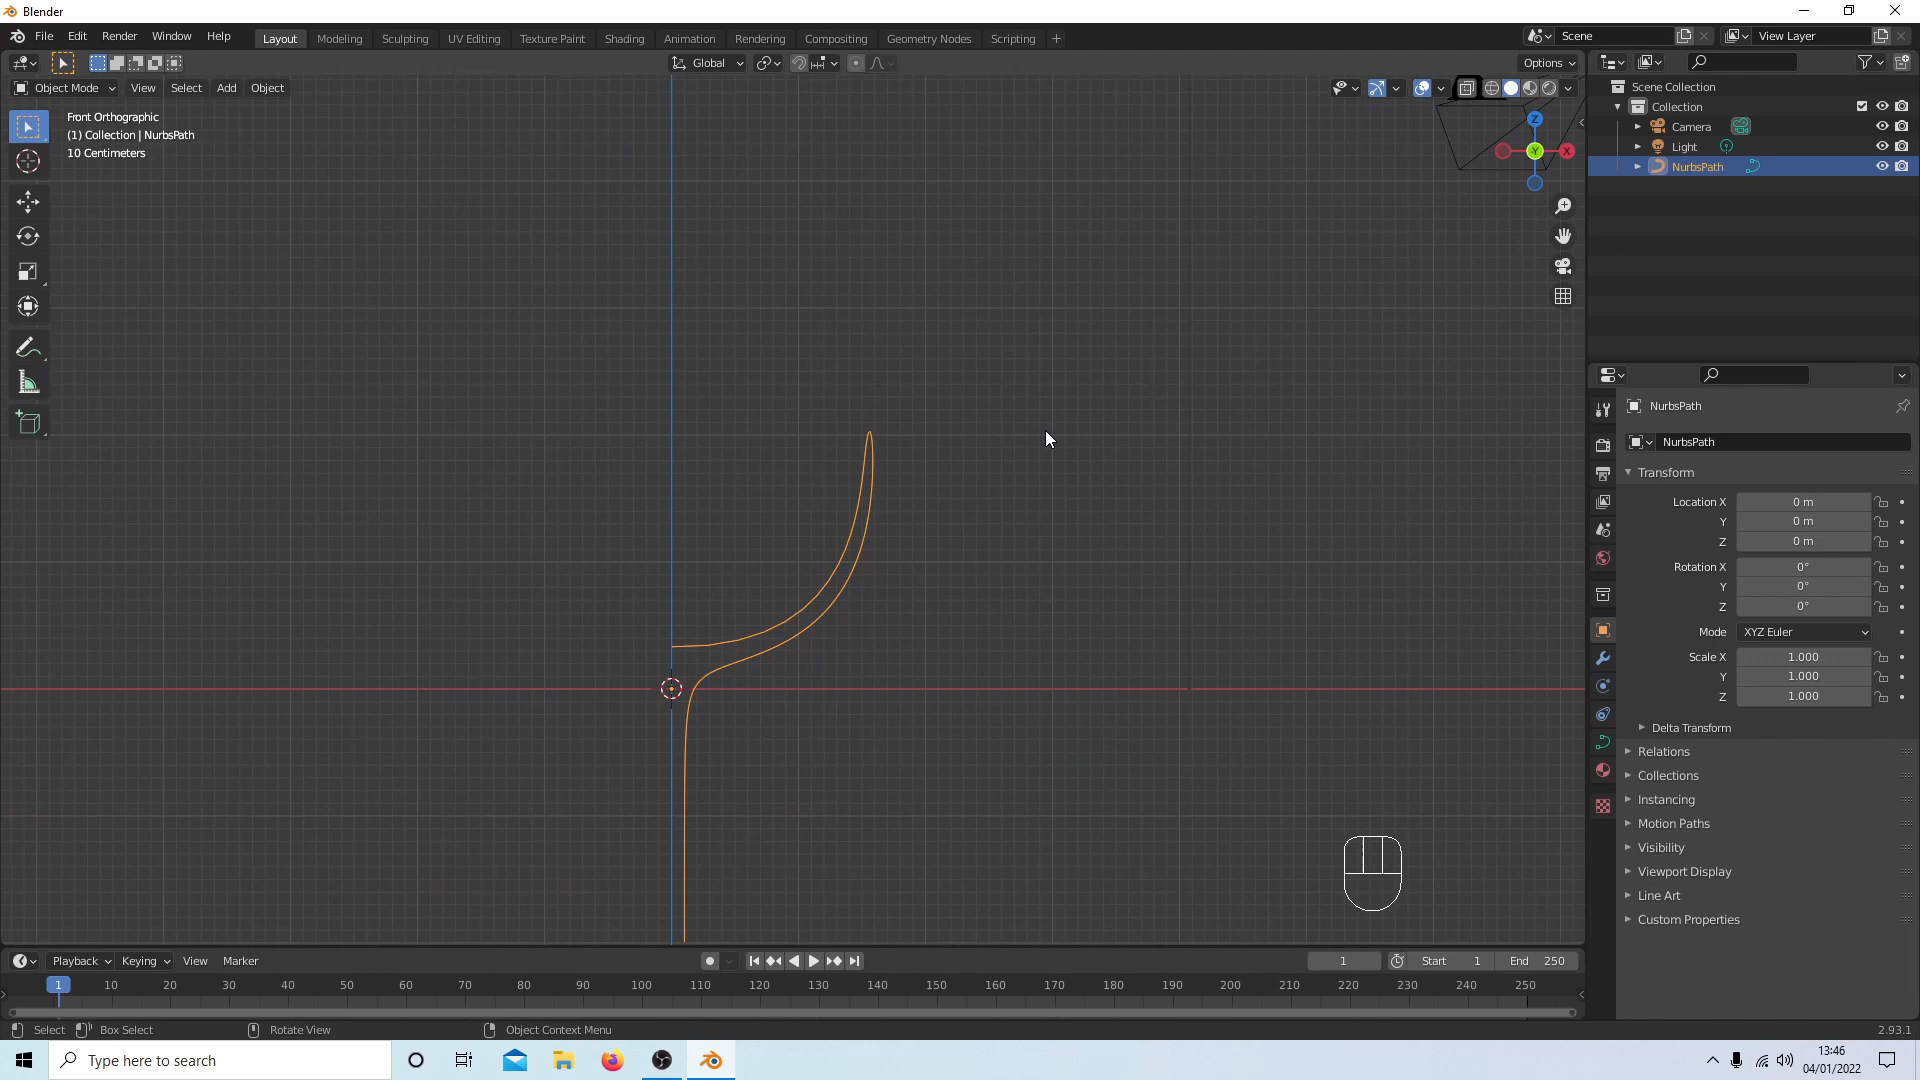 Blender
File Edit Render Window Help
Layout Modeling Sculpting UV Editing Texture Paint Shading Animation Rendering Compositing Geometry Nodes Scripting +
Scene
View Layer
Global
Options
Object Mode View Select Add Object
Front Orthographic
(1) Collection | NurbsPath
10 Centimeters
Z
Y
X
Scene Collection
Collection
Camera
Light
NurbsPath
NurbsPath
NurbsPath
Transform
Location X 0 m
Y 0 m
Z 0 m
Rotation X 0°
Y 0°
Z 0°
Mode XYZ Euler
Scale X 1.000
Y 1.000
Z 1.000
Delta Transform
Relations
Collections
Instancing
Motion Paths
Visibility
Viewport Display
Line Art
Custom Properties
Playback Keying View Marker
1 Start 1 End 250
1 10 20 30 40 50 60 70 80 90 100 110 120 130 140 150 160 170 180 190 200 210 220 230 240 250
Select Box Select Rotate View Object Context Menu
2.93.1
Type here to search
13:46
04/01/2022